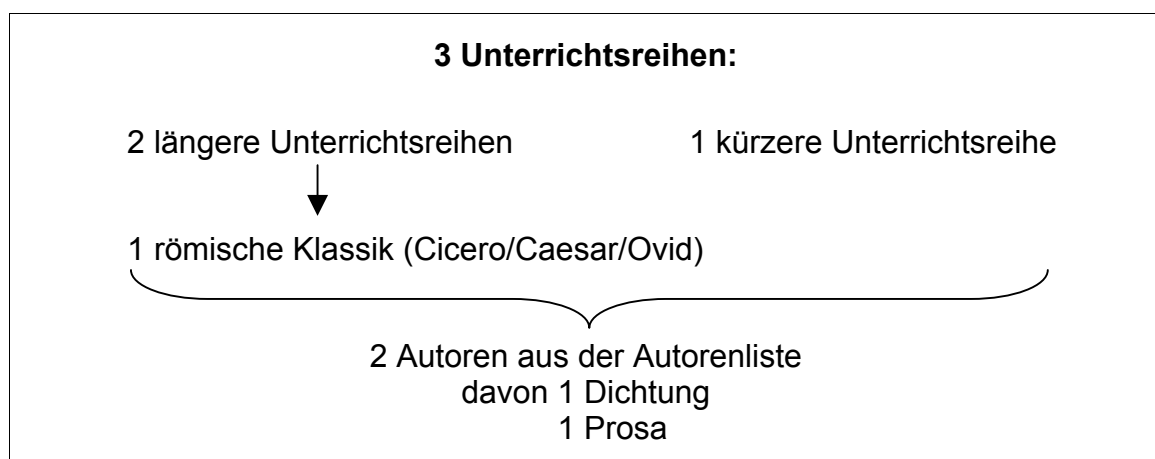 3 Unterrichtsreihen:
2 längere Unterrichtsreihen 1 kürzere Unterrichtsreihe
1 römische Klassik (Cicero/Caesar/Ovid)
2 Autoren aus der Autorenliste
davon 1 Dichtung
1 Prosa